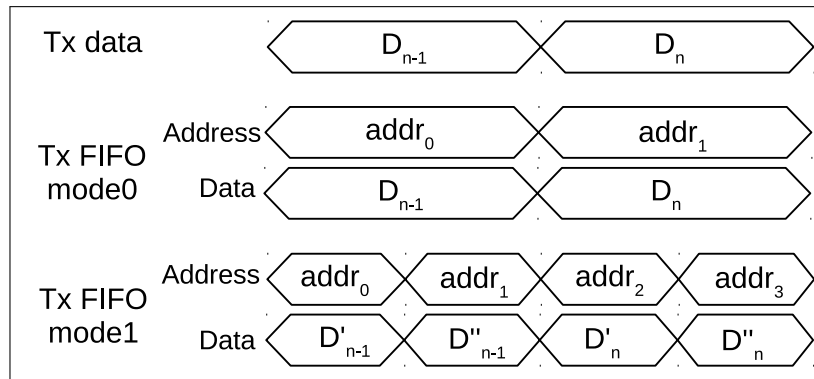 Tx data D_{n-1} D_n
Address addr_0 addr_1
Tx FIFO mode0
Data D_{n-1} D_n
Address addr_0 addr_1 addr_2 addr_3
Tx FIFO mode1
Data D'_{n-1} D''_{n-1} D'_n D''_n